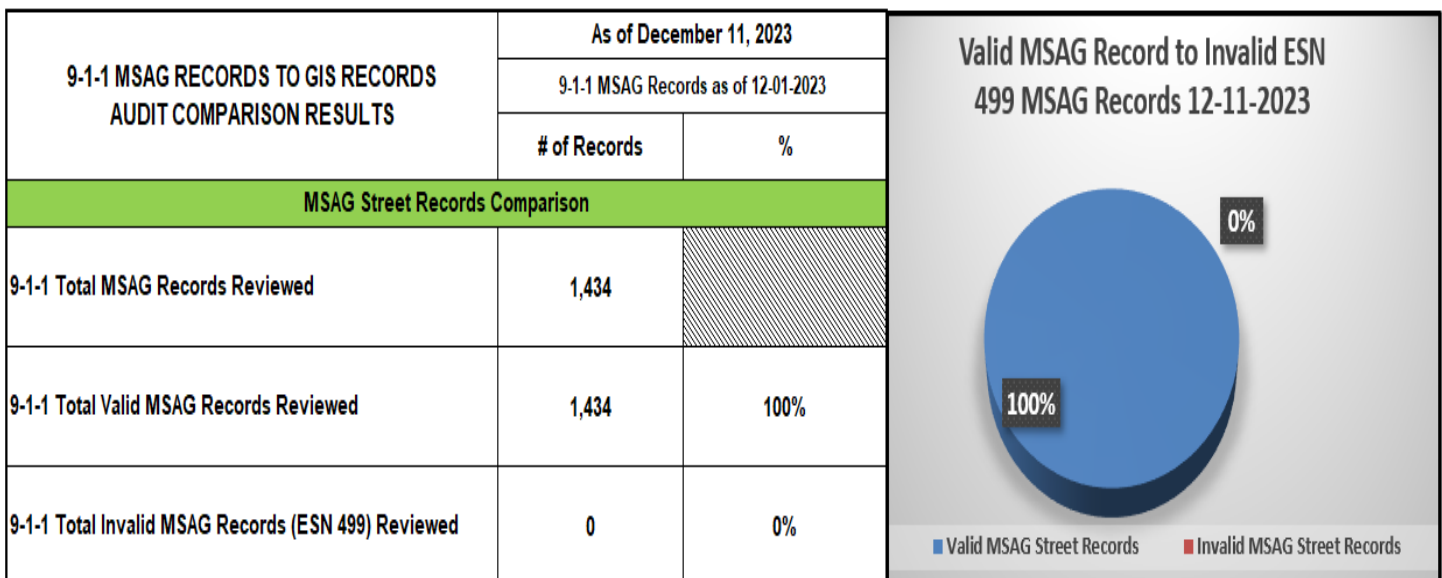 9-1-1 MSAG RECORDS TO GIS RECORDS
AUDIT COMPARISON RESULTS
As of December 11, 2023
9-1-1 MSAG Records as of 12-01-2023
# of Records
%
MSAG Street Records Comparison
9-1-1 Total MSAG Records Reviewed
1,434
9-1-1 Total Valid MSAG Records Reviewed
1,434
100%
9-1-1 Total Invalid MSAG Records (ESN 499) Reviewed
0
0%
Valid MSAG Record to Invalid ESN
499 MSAG Records 12-11-2023
0%
100%
Valid MSAG Street Records
Invalid MSAG Street Records